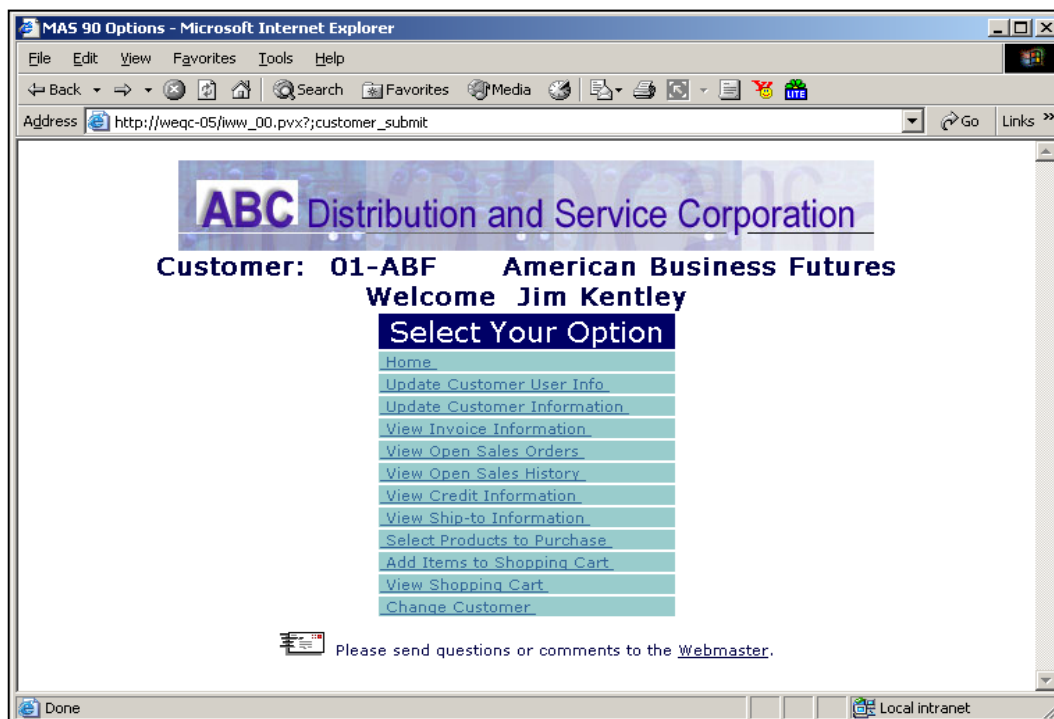 MAS 90 Options - Microsoft Internet Explorer
File Edit View Favorites Tools Help
Back Search Favorites Media LITE
Address http://weqc-05/iww_00.pvx?;customer_submit Go Links »
ABC Distribution and Service Corporation
Customer: 01-ABF American Business Futures
Welcome Jim Kentley
Select Your Option
Home
Update Customer User Info
Update Customer Information
View Invoice Information
View Open Sales Orders
View Open Sales History
View Credit Information
View Ship-to Information
Select Products to Purchase
Add Items to Shopping Cart
View Shopping Cart
Change Customer
Please send questions or comments to the Webmaster.
Done Local intranet